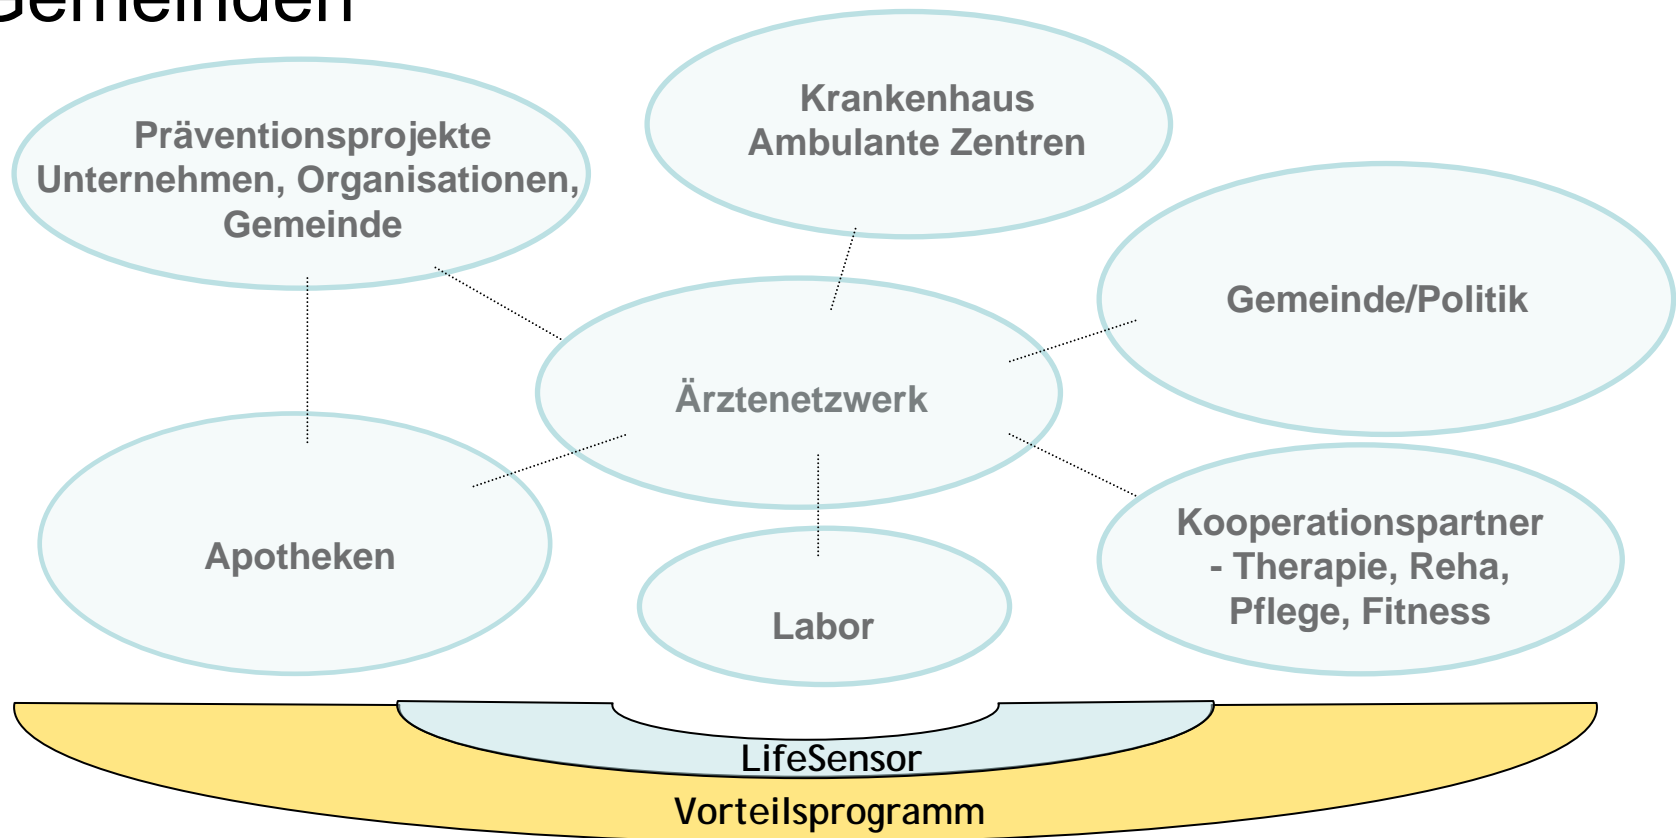 Gemeinden
Krankenhaus
Ambulante Zentren
Präventionsprojekte
Unternehmen, Organisationen,
Gemeinde
Gemeinde/Politik
Ärztenetzwerk
Apotheken
Kooperationspartner
- Therapie, Reha,
Pflege, Fitness
Labor
LifeSensor
Vorteilsprogramm